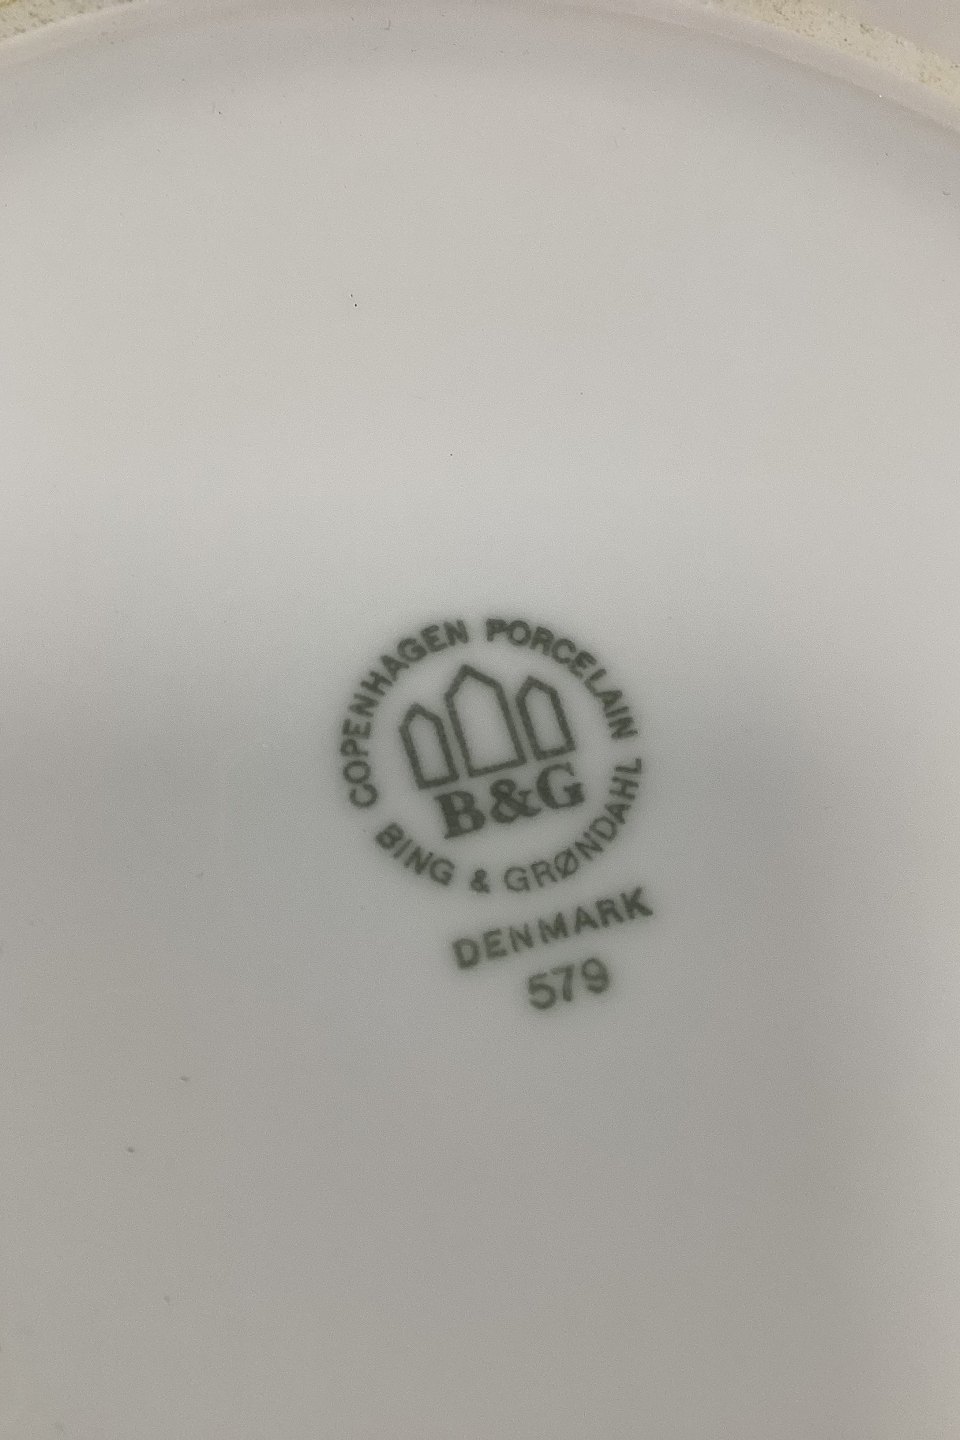 COPENHAGEN PORCELAIN
B&G
BING & GRØNDAHL
DENMARK
579